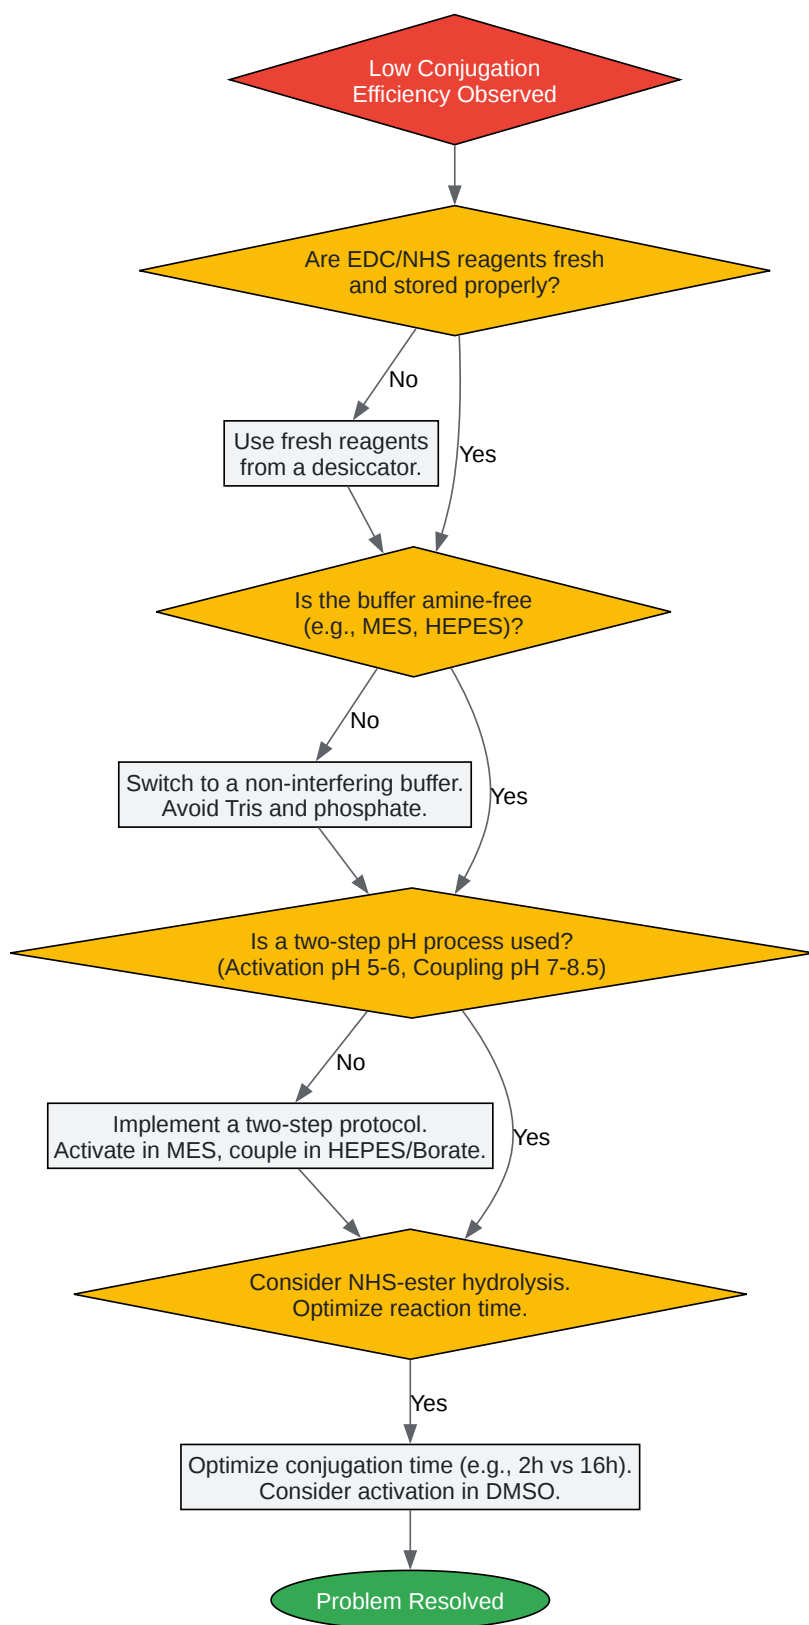 Low Conjugation
Efficiency Observed
Are EDC/NHS reagents fresh
and stored properly?
No
Use fresh reagents
from a desiccator.
Yes
Is the buffer amine-free
(e.g., MES, HEPES)?
No
Switch to a non-interfering buffer.
Avoid Tris and phosphate.
Yes
Is a two-step pH process used?
(Activation pH 5-6, Coupling pH 7-8.5)
No
Implement a two-step protocol.
Activate in MES, couple in HEPES/Borate.
Yes
Consider NHS-ester hydrolysis.
Optimize reaction time.
Yes
Optimize conjugation time (e.g., 2h vs 16h).
Consider activation in DMSO.
Problem Resolved